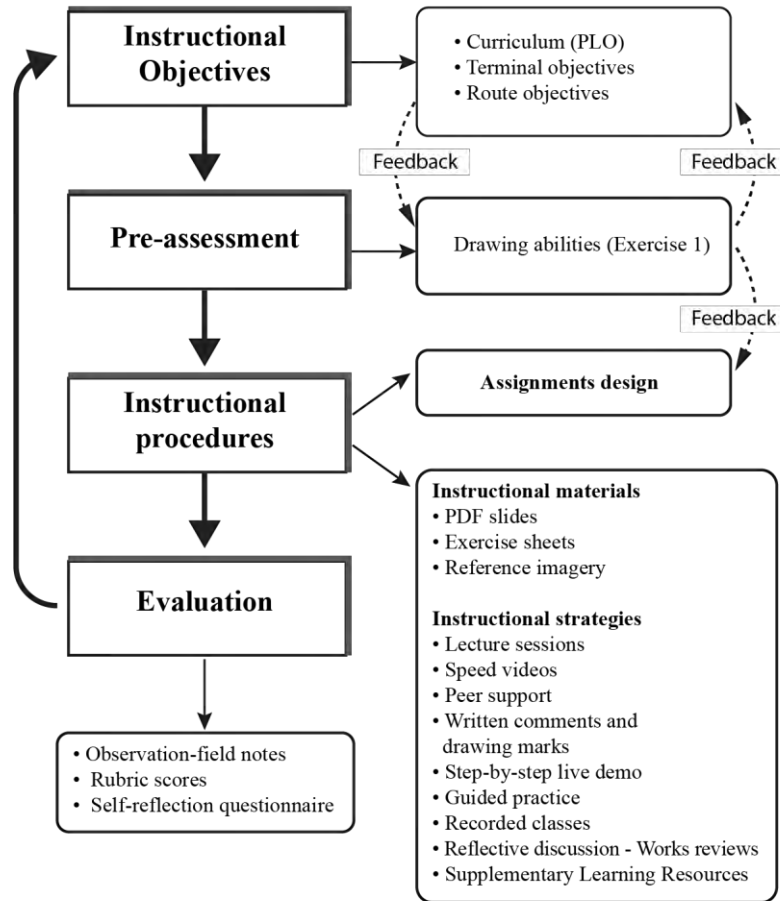 Instructional
Objectives
• Curriculum (PLO)
• Terminal objectives
• Route objectives
Feedback
Feedback
Pre-assessment
Drawing abilities (Exercise 1)
Feedback
Instructional
procedures
Assignments design
Instructional materials
• PDF slides
• Exercise sheets
• Reference imagery
Instructional strategies
• Lecture sessions
• Speed videos
• Peer support
• Written comments and
drawing marks
• Step-by-step live demo
• Guided practice
• Recorded classes
• Reflective discussion - Works reviews
• Supplementary Learning Resources
Evaluation
• Observation-field notes
• Rubric scores
• Self-reflection questionnaire